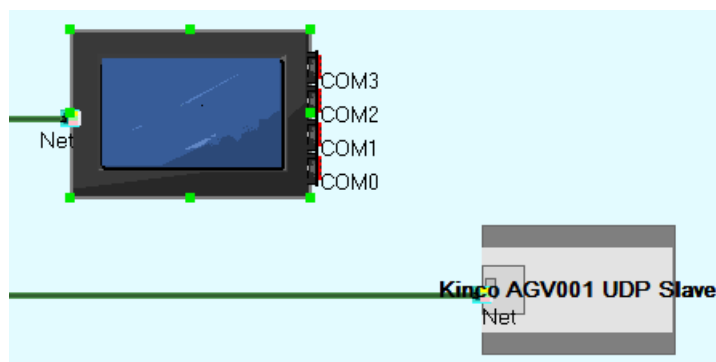 COM3
COM2
Net
COM1
COM0
Kinco AGV001 UDP Slave
Net